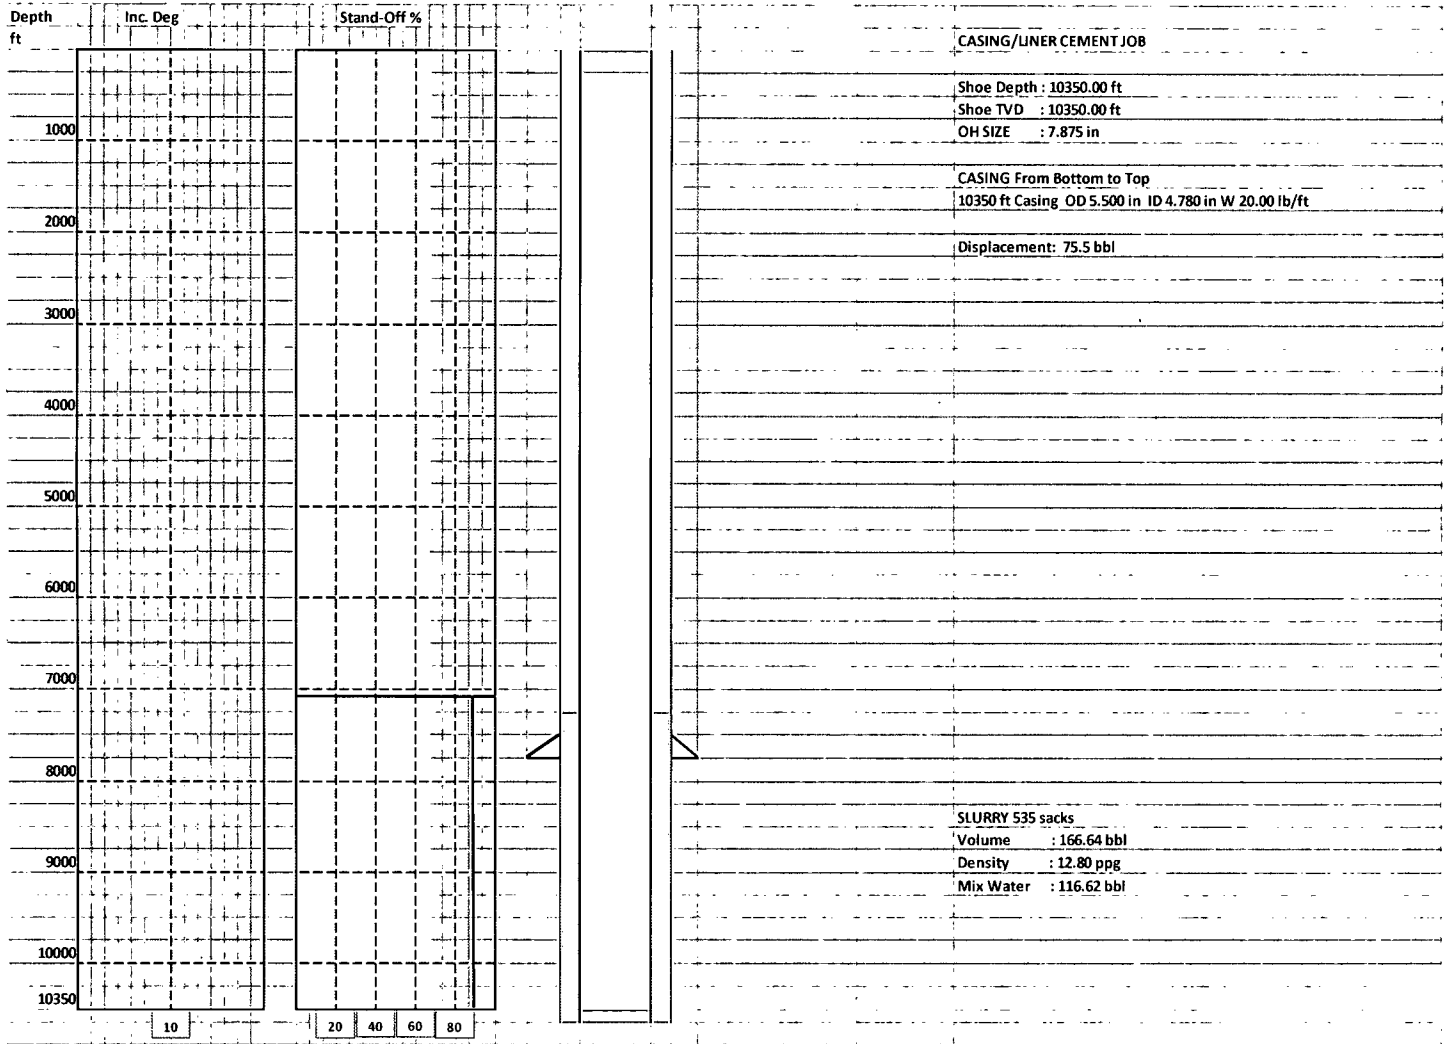 Depth
ft
Inc. Deg
Stand-Off %
1000
2000
3000
4000
5000
6000
7000
8000
9000
10000
10350
10
20 40 60 80
CASING/LINER CEMENT JOB
Shoe Depth : 10350.00 ft
Shoe TVD : 10350.00 ft
OH SIZE : 7.875 in
CASING From Bottom to Top
10350 ft Casing OD 5.500 in ID 4.780 in W 20.00 lb/ft
Displacement: 75.5 bbl
SLURRY 535 sacks
Volume : 166.64 bbl
Density : 12.80 ppg
Mix Water : 116.62 bbl